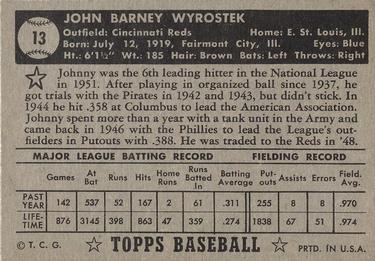 13
JOHN BARNEY WYROSTEK
Outfield: Cincinnati Reds Home: E. St. Louis, Ill.
Born: July 12, 1919, Fairmont City, Ill. Eyes: Blue
Ht: 6'1½" Wt.: 185 Hair: Brown Bats: Left Throws: Right
Johnny was the 6th leading hitter in the National League
in 1951. After playing in organized ball since 1937, he
got trials with the Pirates in 1942 and 1943, but didn't stick. In
1944 he hit .358 at Columbus to lead the American Association.
Johnny spent more than a year with a tank unit in the Army and
came back in 1946 with the Phillies to lead the League's out-
fielders in Putouts with 388. He was traded to the Reds in '48.
MAJOR LEAGUE BATTING RECORD FIELDING RECORD
Games At Bat Runs Hits Home Runs Runs Batted In Batting Average Put-outs Assists Errors Field. Avg.
PAST YEAR 142 537 52 167 2 61 .311 255 8 8 .970
LIFE-TIME 876 3145 398 863 47 359 .274 1838 67 51 .974
© T. C. G. TOPPS BASEBALL PRTD. IN U.S.A.